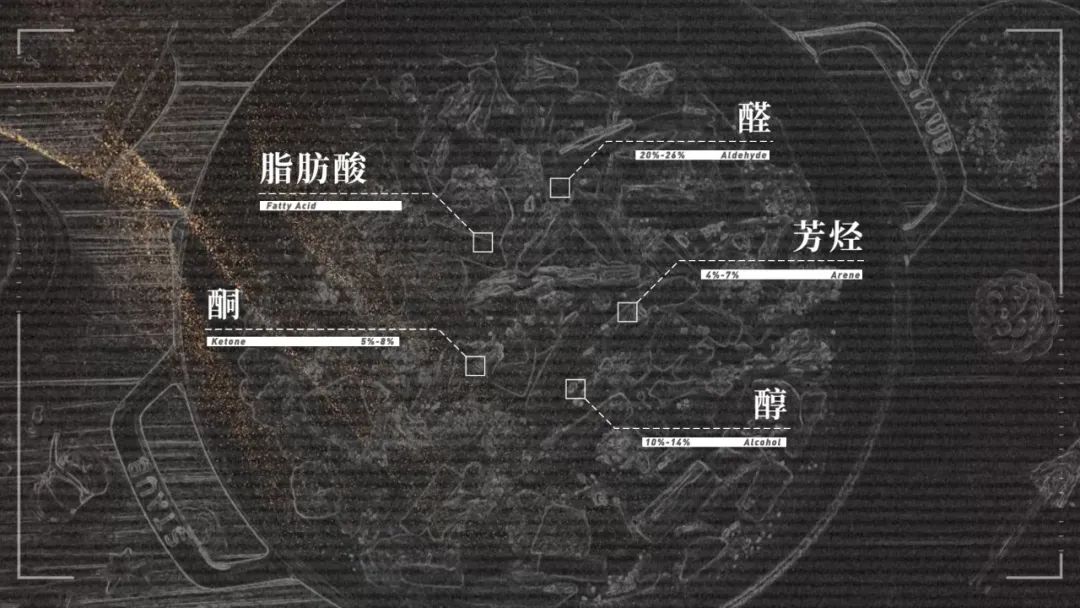 醛
20%-26% Aldehyde
脂肪酸
Fatty Acid
芳烃
4%-7% Arene
酮
Ketone 5%-8%
醇
10%-14% Alcohol
STAUB
STAUB